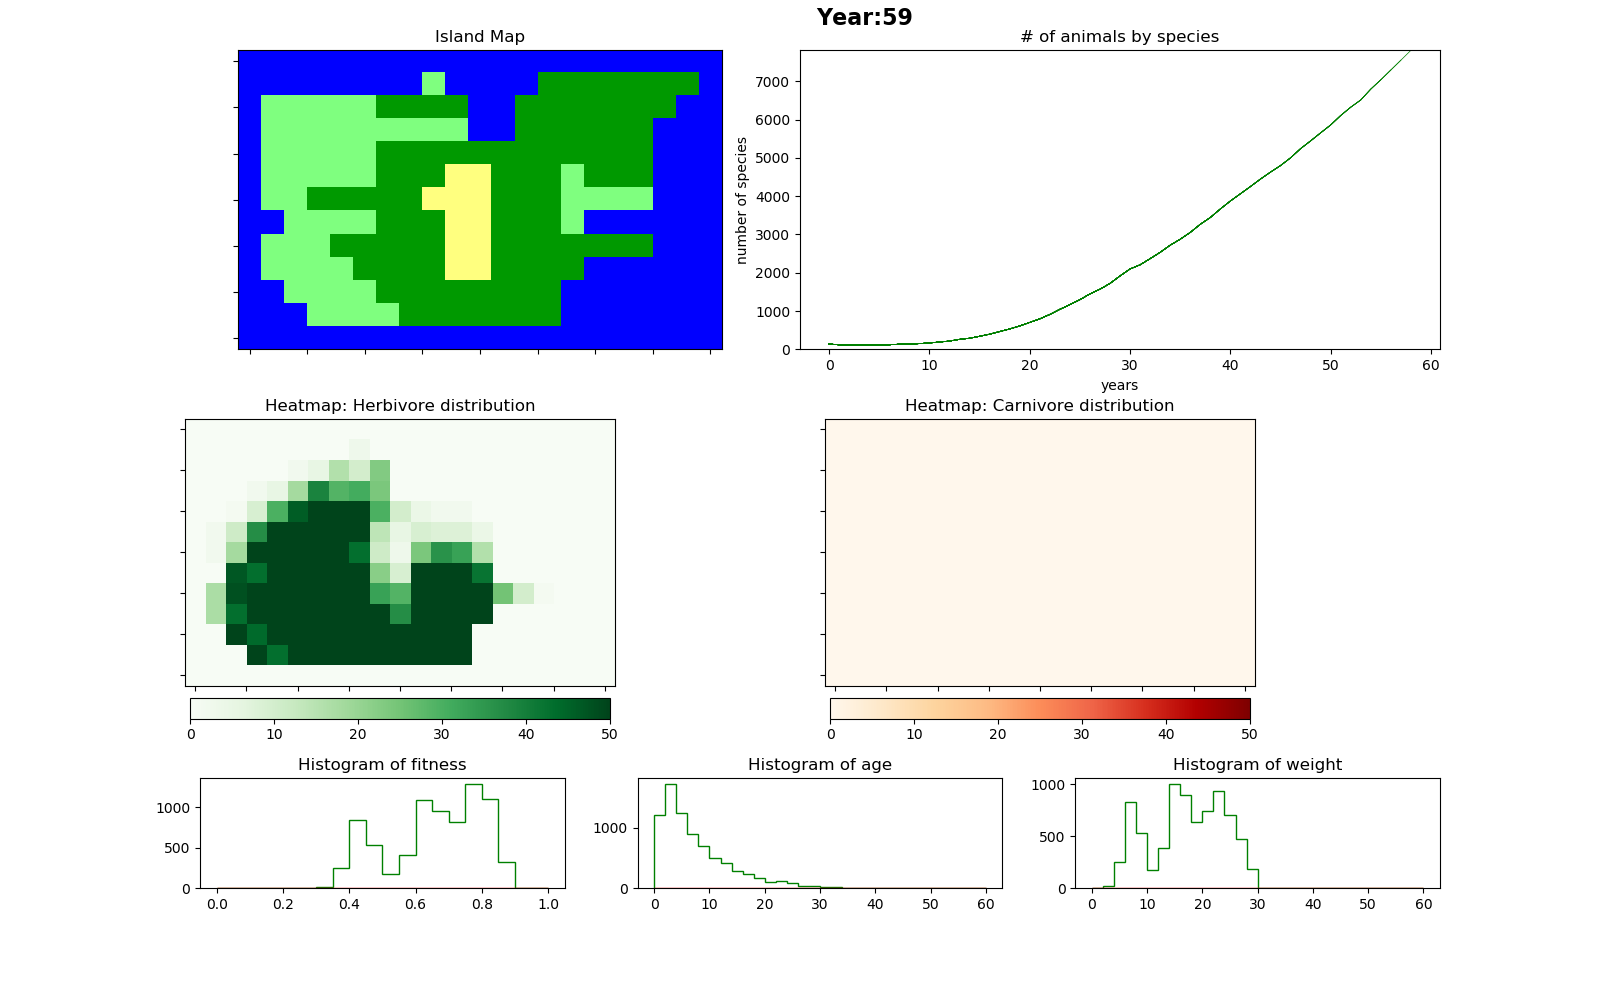 Year:59
Island Map
# of animals by species
7000
6000
5000
4000
3000
2000
1000
0
number of species
0 10 20 30 40 50 60
years
Heatmap: Herbivore distribution
Heatmap: Carnivore distribution
0 10 20 30 40 50
0 10 20 30 40 50
Histogram of fitness
1000
500
0
0.0 0.2 0.4 0.6 0.8 1.0
Histogram of age
1000
0
0 10 20 30 40 50 60
Histogram of weight
1000
500
0
0 10 20 30 40 50 60